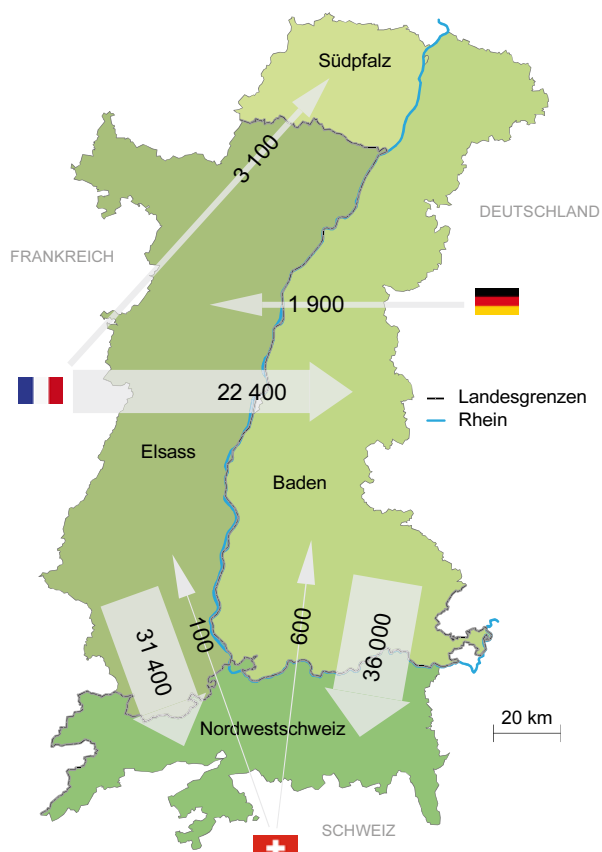 Südpfalz
3 100
DEUTSCHLAND
FRANKREICH
1 900
22 400
Landesgrenzen
Rhein
Elsass
Baden
31 400
100
600
36 000
Nordwestschweiz
20 km
SCHWEIZ